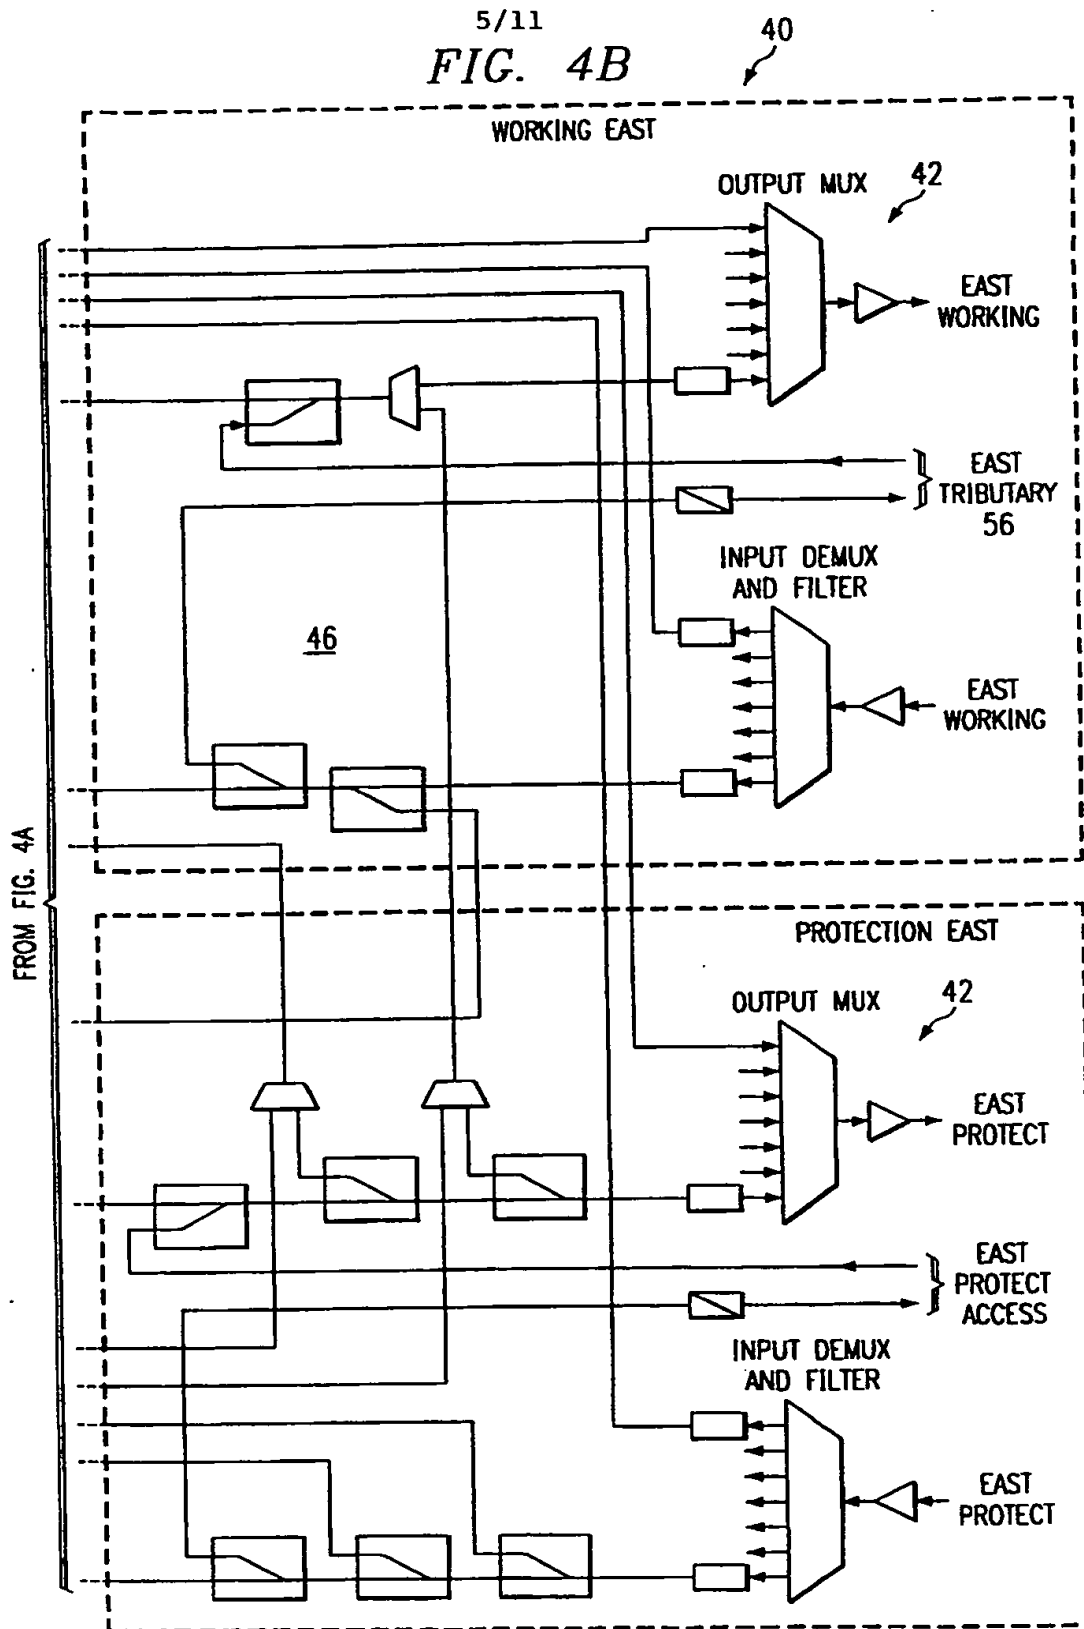 5/11
FIG. 4B
40
WORKING EAST
OUTPUT MUX
42
EAST
WORKING
EAST
TRIBUTARY
56
INPUT DEMUX
AND FILTER
46
EAST
WORKING
FROM FIG. 4A
PROTECTION EAST
OUTPUT MUX
42
EAST
PROTECT
EAST
PROTECT
ACCESS
INPUT DEMUX
AND FILTER
EAST
PROTECT